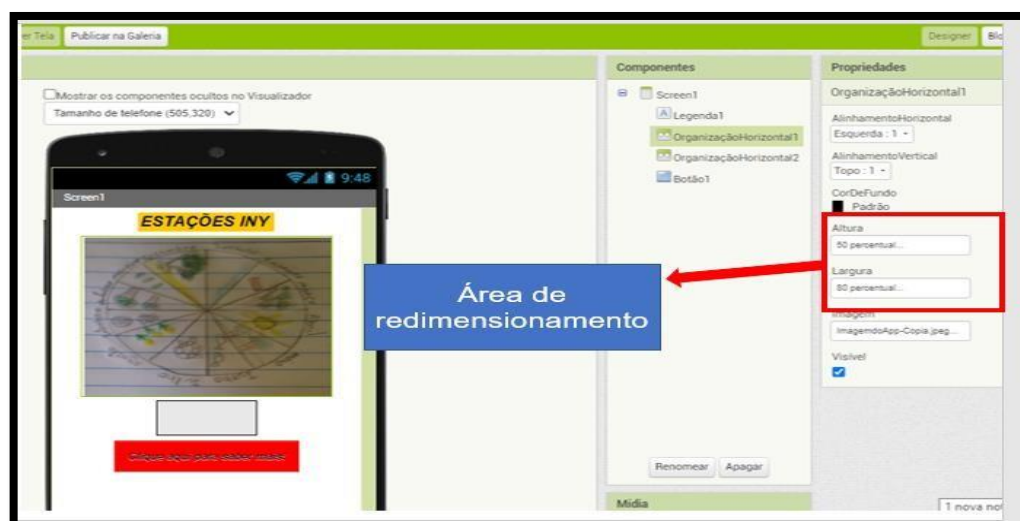 er Tela
Publicar na Galeria
Designer
Blo
Mostrar os componentes ocultos no Visualizador
Tamanho de telefone (505,320)
9:48
Screen1
ESTAÇÕES INY
Clique aqui para saber mais
Área de
redimensionamento
Componentes
Screen1
Legenda1
OrganizaçãoHorizontal1
OrganizaçãoHorizontal2
Botão1
Renomear
Apagar
Mídia
Propriedades
OrganizaçãoHorizontal1
AlinhamentoHorizontal
Esquerda : 1
AlinhamentoVertical
Topo : 1
CorDeFundo
Padrão
Altura
50 percentual...
Largura
80 percentual...
Imagem
ImagemdoApp-Copia.jpeg...
Visível
1 nova not